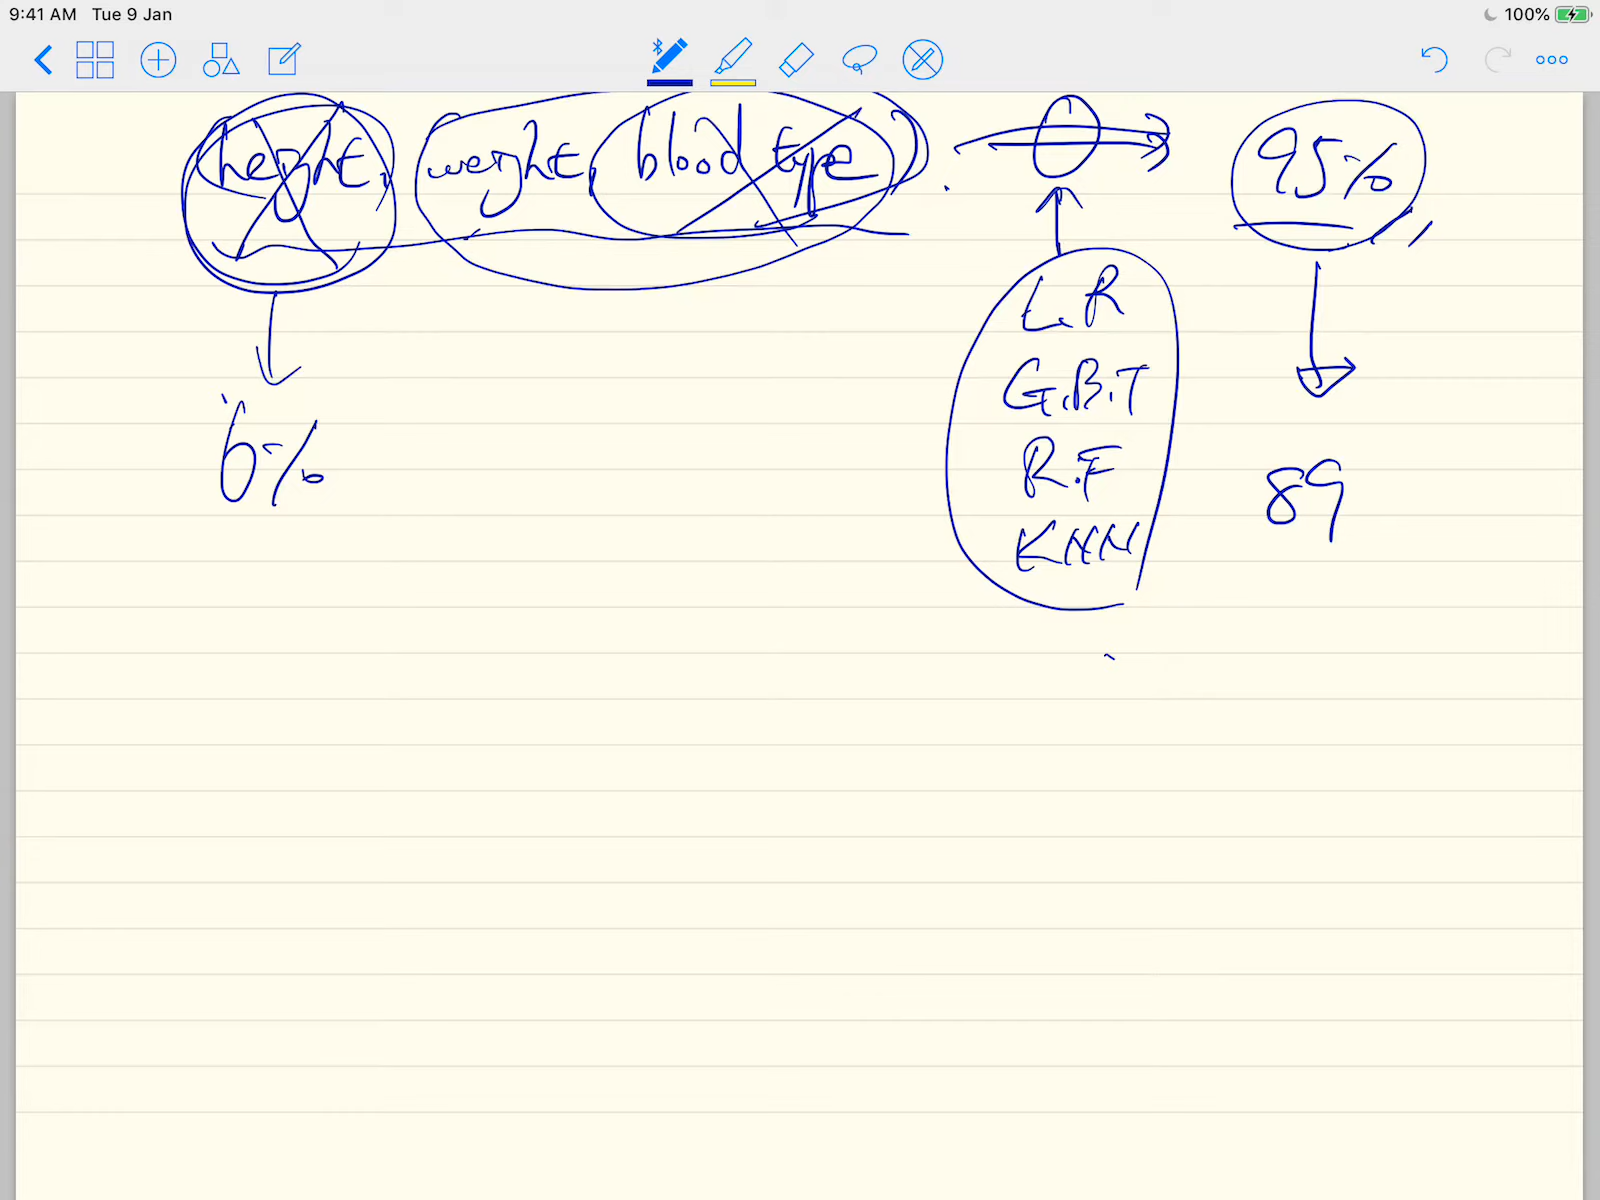 9:41 AM Tue 9 Jan 100%
height, weight, blood type) 95%
L.R
G.B.T
R.F
KNN
6%
89